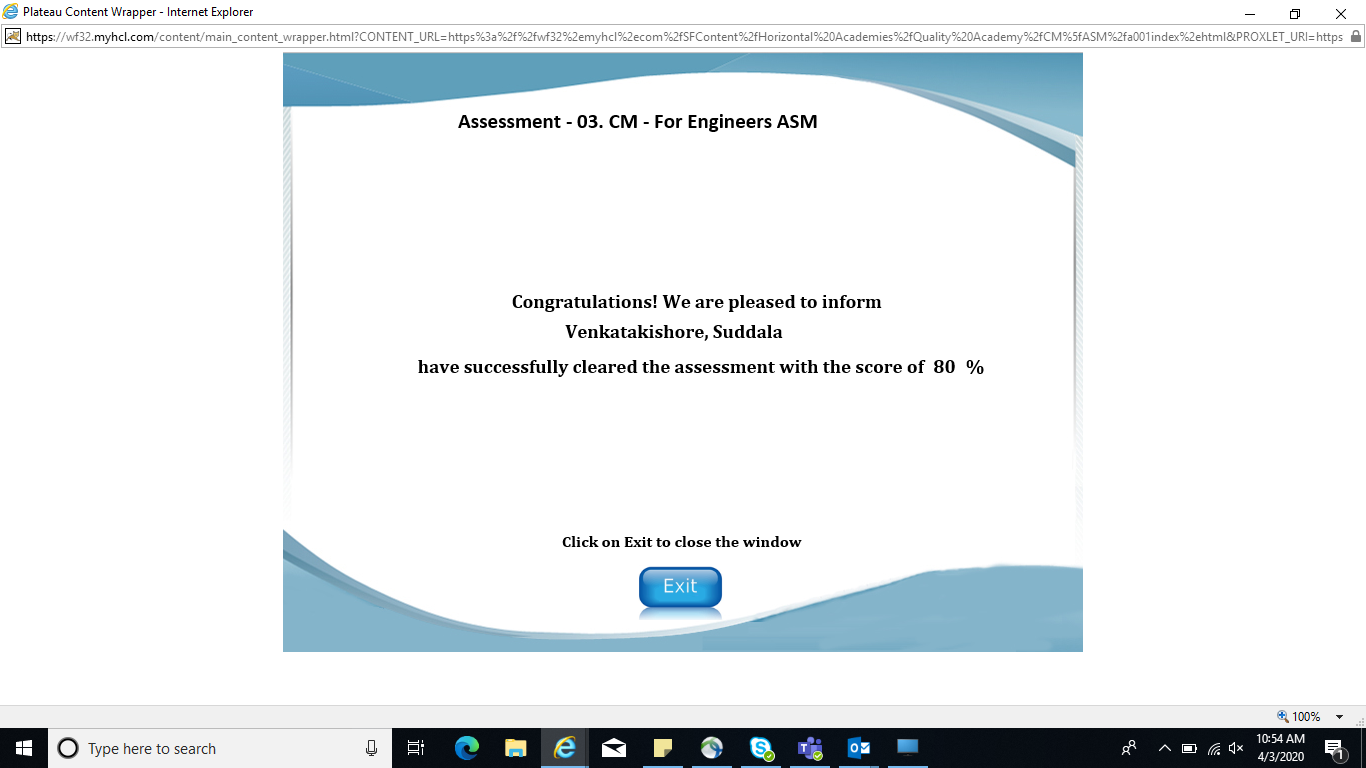 Plateau Content Wrapper - Internet Explorer
https://wf32.myhcl.com/content/main_content_wrapper.html?CONTENT_URL=https%3a%2f%2fwf32%2emyhcl%2ecom%2fSFContent%2fHorizontal%20Academies%2fQuality%20Academy%2fCM%5fASM%2fa001index%2ehtml&PROXLET_URI=https
Assessment - 03. CM - For Engineers ASM
Congratulations! We are pleased to inform
Venkatakishore, Suddala
have successfully cleared the assessment with the score of 80 %
Click on Exit to close the window
Exit
100%
Type here to search
10:54 AM
4/3/2020
1